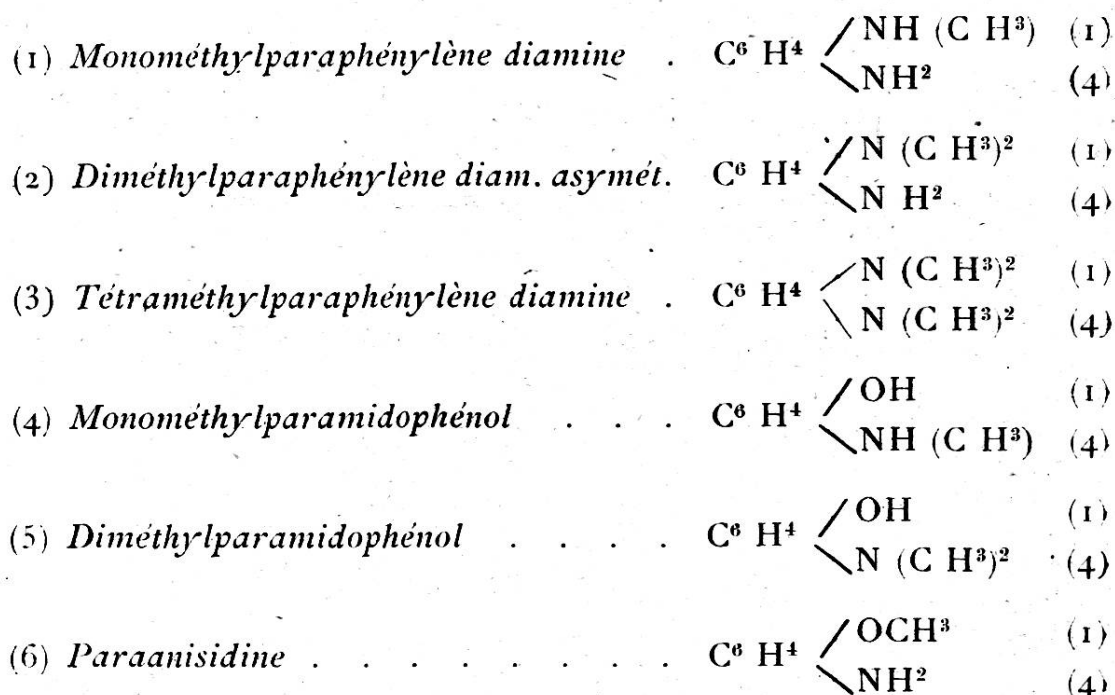 NH (C H³) (1)
(1) Monométhylparaphénylène diamine . C⁶ H⁴
NH² (4)
N (C H³)² (1)
(2) Diméthylparaphénylène diam. asymét. C⁶ H⁴
N H² (4)
N (C H³)² (1)
(3) Tétraméthylparaphénylène diamine . C⁶ H⁴
N (C H³)² (4)
OH (1)
(4) Monométhylparamidophénol . . . C⁶ H⁴
NH (C H³) (4)
OH (1)
(5) Diméthylparamidophénol . . . . C⁶ H⁴
N (C H³)² (4)
OCH³ (1)
(6) Paraanisidine . . . . . . . C⁶ H⁴
NH² (4)